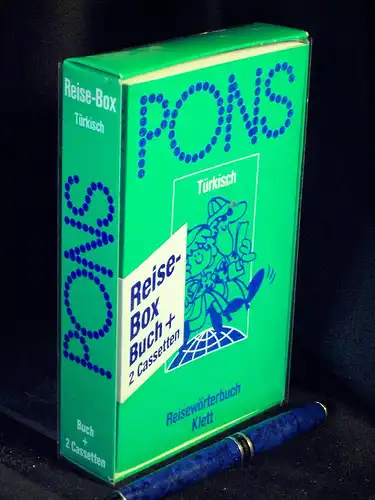 Reise-Box
Türkisch
PONS
Buch
+
2 Cassetten
PONS
Türkisch
Reise-
Box
Buch +
2 Cassetten
Reisewörterbuch
Klett